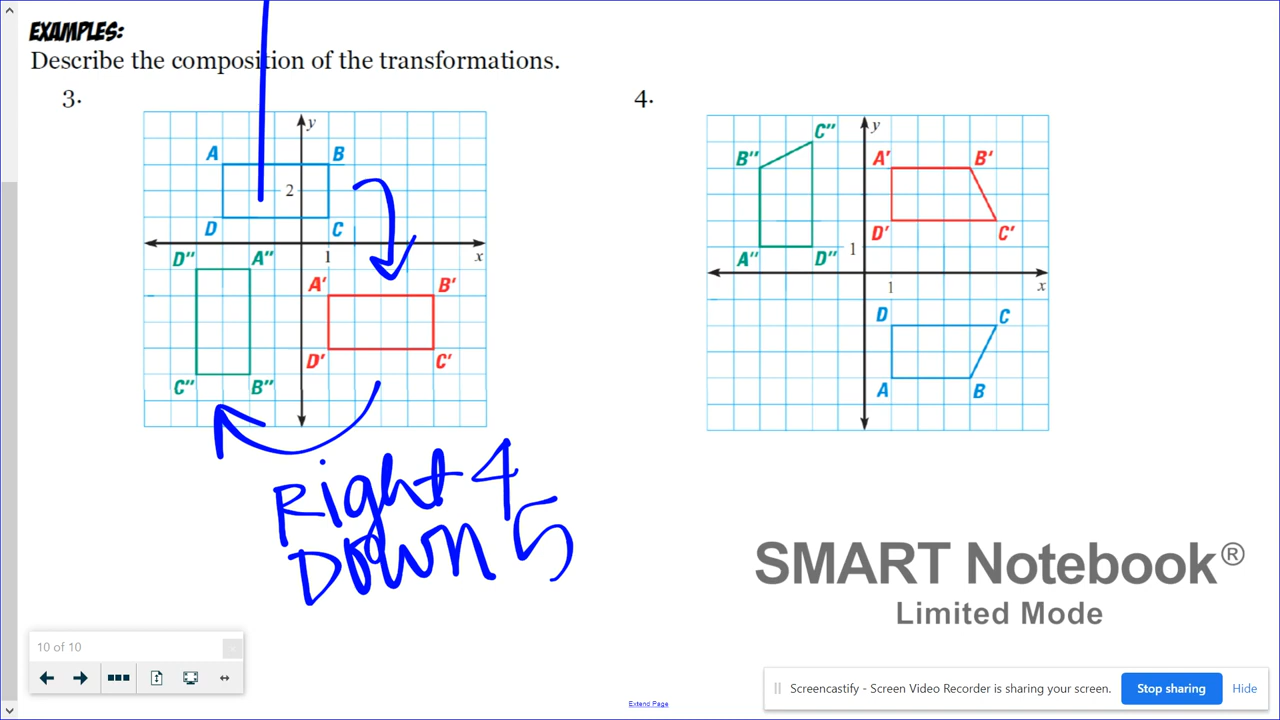 EXAMPLES:
Describe the composition of the transformations.
3.
y
A
B
2
D
C
x
1
D"
A"
A'
B'
D'
C'
C"
B"
Right 4
Down 5
4.
y
C"
B"
A'
B'
D'
C'
A"
D"
1
1
x
D
C
A
B
SMART Notebook®
Limited Mode
10 of 10
x
Screencastify - Screen Video Recorder is sharing your screen.
Stop sharing
Hide
Extend Page